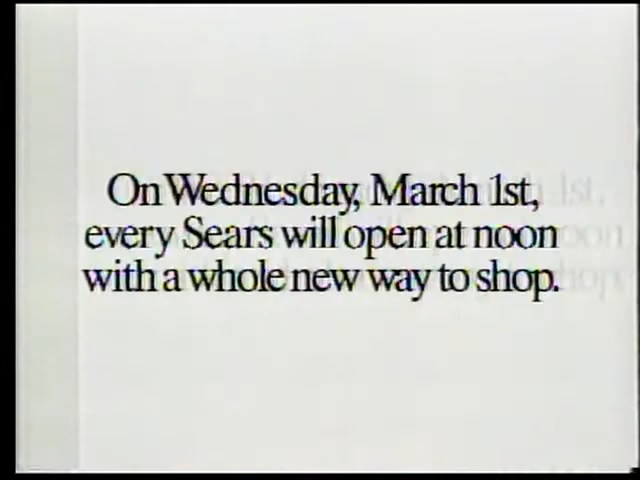 On Wednesday, March 1st,
every Sears will open at noon
with a whole new way to shop.